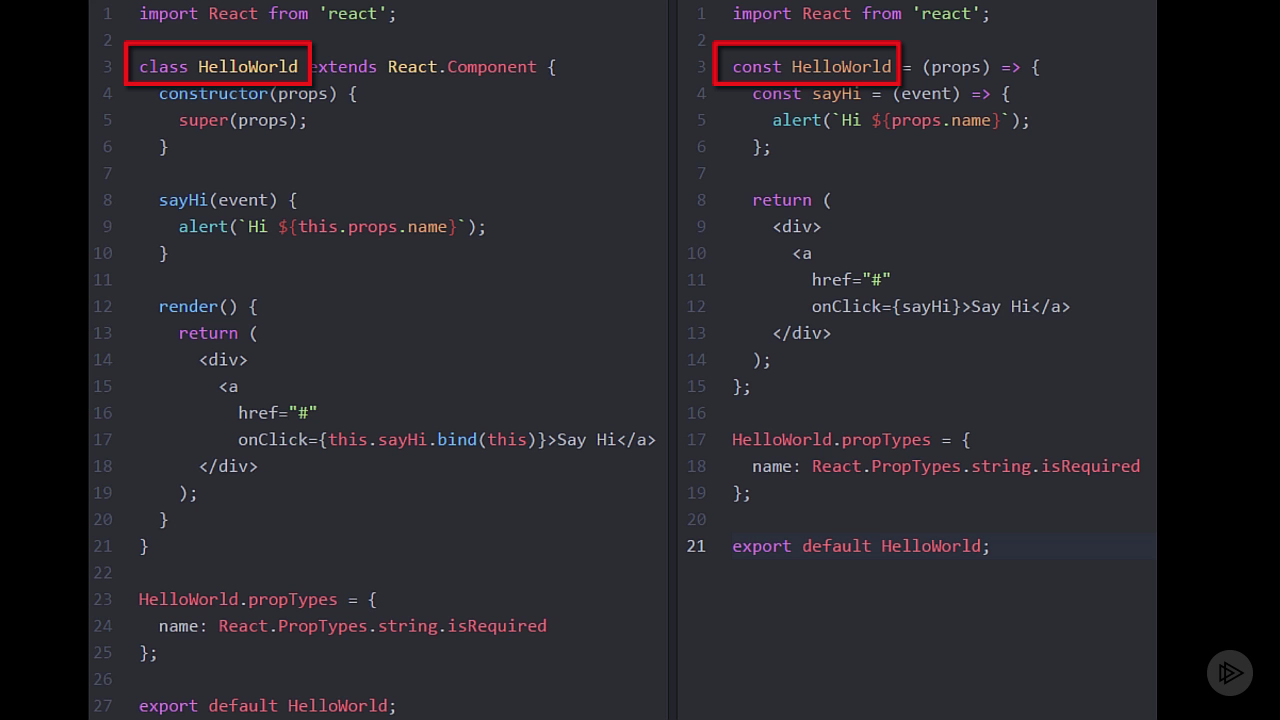 1 import React from 'react';
2
3 class HelloWorld extends React.Component {
4 constructor(props) {
5 super(props);
6 }
7
8 sayHi(event) {
9 alert(`Hi ${this.props.name}`);
10 }
11
12 render() {
13 return (
14 <div>
15 <a
16 href="#"
17 onClick={this.sayHi.bind(this)}>Say Hi</a>
18 </div>
19 );
20 }
21 }
22
23 HelloWorld.propTypes = {
24 name: React.PropTypes.string.isRequired
25 };
26
27 export default HelloWorld;
1 import React from 'react';
2
3 const HelloWorld = (props) => {
4 const sayHi = (event) => {
5 alert(`Hi ${props.name}`);
6 };
7
8 return (
9 <div>
10 <a
11 href="#"
12 onClick={sayHi}>Say Hi</a>
13 </div>
14 );
15 };
16
17 HelloWorld.propTypes = {
18 name: React.PropTypes.string.isRequired
19 };
20
21 export default HelloWorld;